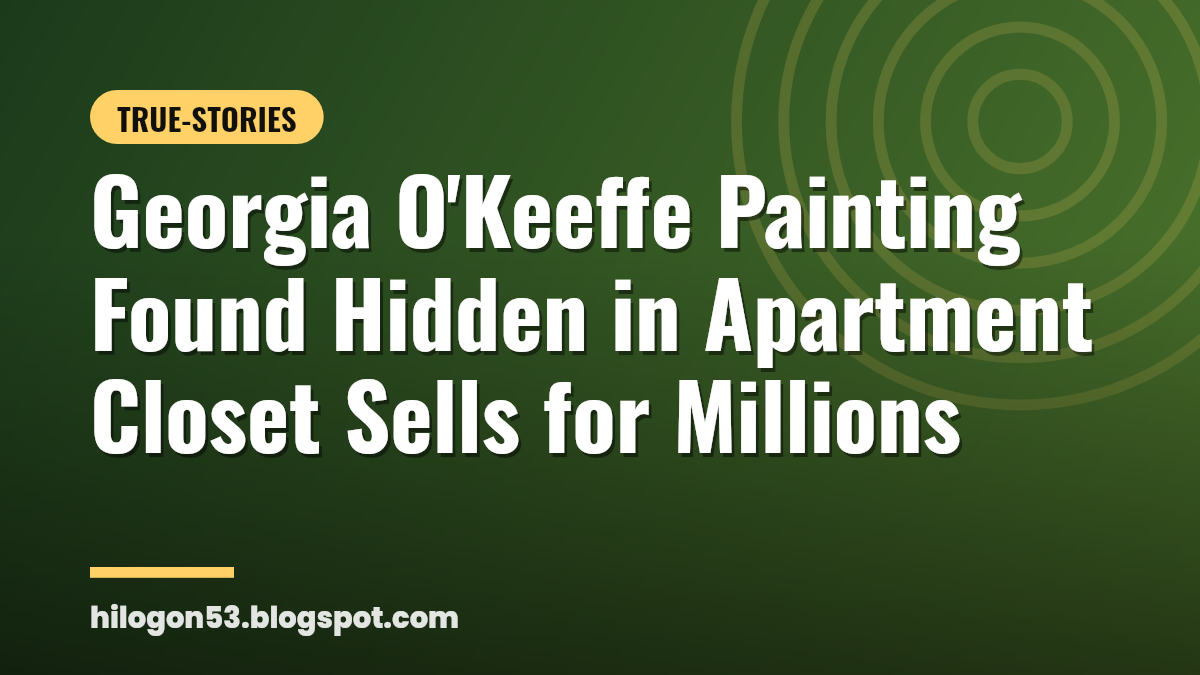 TRUE-STORIES
Georgia O'Keeffe Painting
Found Hidden in Apartment
Closet Sells for Millions
hilogon53.blogspot.com